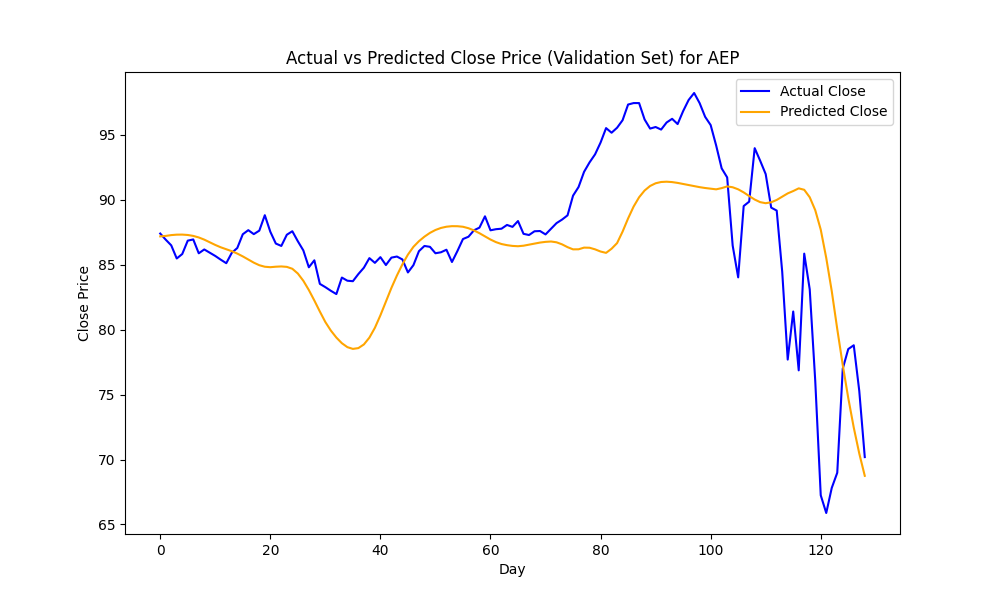 Actual vs Predicted Close Price (Validation Set) for AEP
Actual Close
Predicted Close
Close Price
95
90
85
80
75
70
65
0 20 40 60 80 100 120
Day